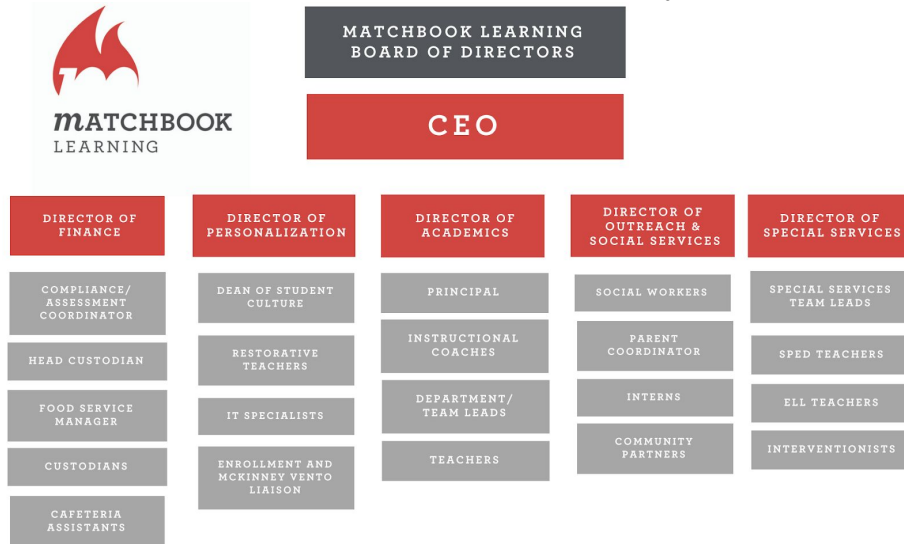 MATCHBOOK LEARNING
BOARD OF DIRECTORS
mATCHBOOK
LEARNING
CEO
DIRECTOR OF
FINANCE
COMPLIANCE/
ASSESSMENT
COORDINATOR
HEAD CUSTODIAN
FOOD SERVICE
MANAGER
CUSTODIANS
CAFETERIA
ASSISTANTS
DIRECTOR OF
PERSONALIZATION
DEAN OF STUDENT
CULTURE
RESTORATIVE
TEACHERS
IT SPECIALISTS
ENROLLMENT AND
MCKINNEY VENTO
LIAISON
DIRECTOR OF
ACADEMICS
PRINCIPAL
INSTRUCTIONAL
COACHES
DEPARTMENT/
TEAM LEADS
TEACHERS
DIRECTOR OF
OUTREACH &
SOCIAL SERVICES
SOCIAL WORKERS
PARENT
COORDINATOR
INTERNS
COMMUNITY
PARTNERS
DIRECTOR OF
SPECIAL SERVICES
SPECIAL SERVICES
TEAM LEADS
SPED TEACHERS
ELL TEACHERS
INTERVENTIONISTS